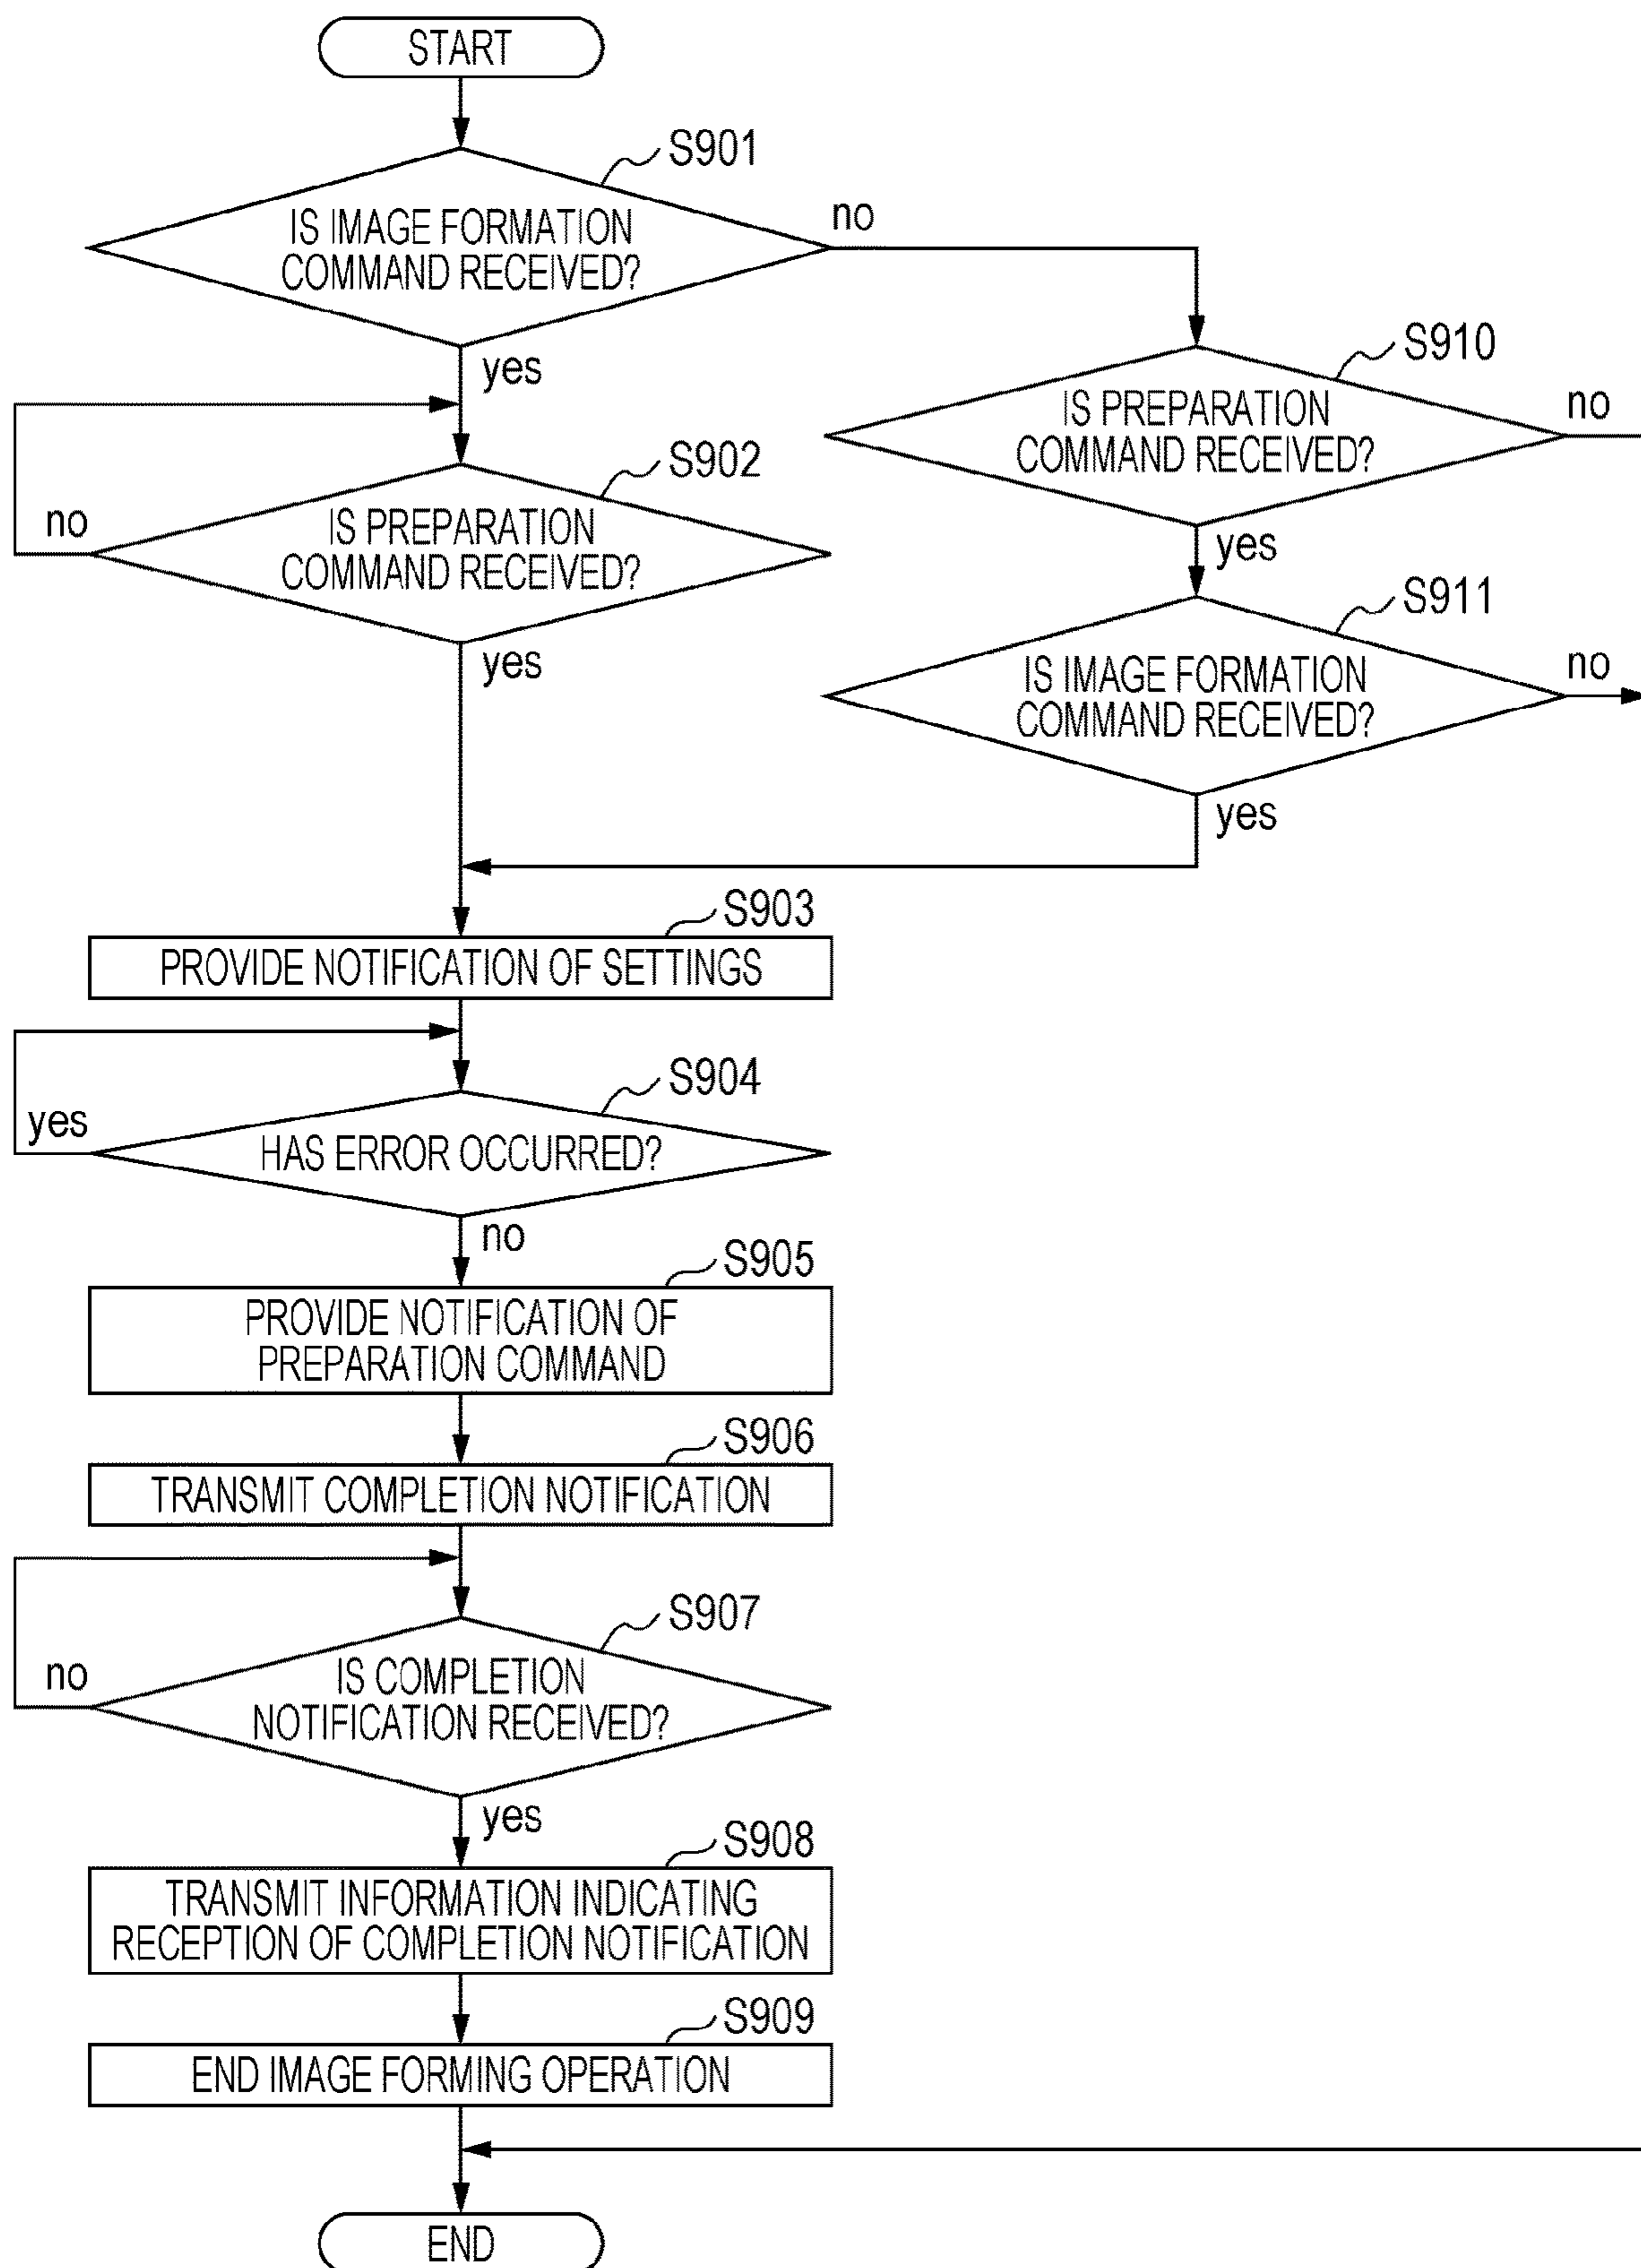 START
S901
IS IMAGE FORMATION
COMMAND RECEIVED?
no
yes
S910
IS PREPARATION
COMMAND RECEIVED?
no
yes
S902
IS PREPARATION
COMMAND RECEIVED?
no
yes
S911
IS IMAGE FORMATION
COMMAND RECEIVED?
no
yes
S903
PROVIDE NOTIFICATION OF SETTINGS
S904
HAS ERROR OCCURRED?
yes
no
S905
PROVIDE NOTIFICATION OF
PREPARATION COMMAND
S906
TRANSMIT COMPLETION NOTIFICATION
S907
IS COMPLETION
NOTIFICATION RECEIVED?
no
yes
S908
TRANSMIT INFORMATION INDICATING
RECEPTION OF COMPLETION NOTIFICATION
S909
END IMAGE FORMING OPERATION
END